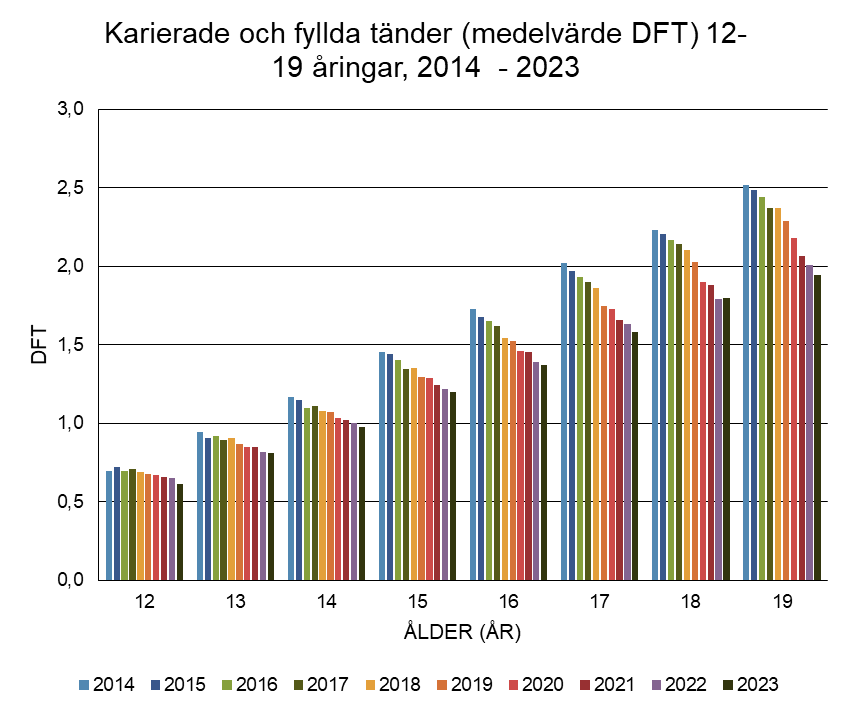 Karierade och fyllda tänder (medelvärde DFT) 12-
19 åringar, 2014 - 2023
3,0
2,5
2,0
1,5
1,0
0,5
0,0
DFT
12 13 14 15 16 17 18 19
ÅLDER (ÅR)
2014 2015 2016 2017 2018 2019 2020 2021 2022 2023